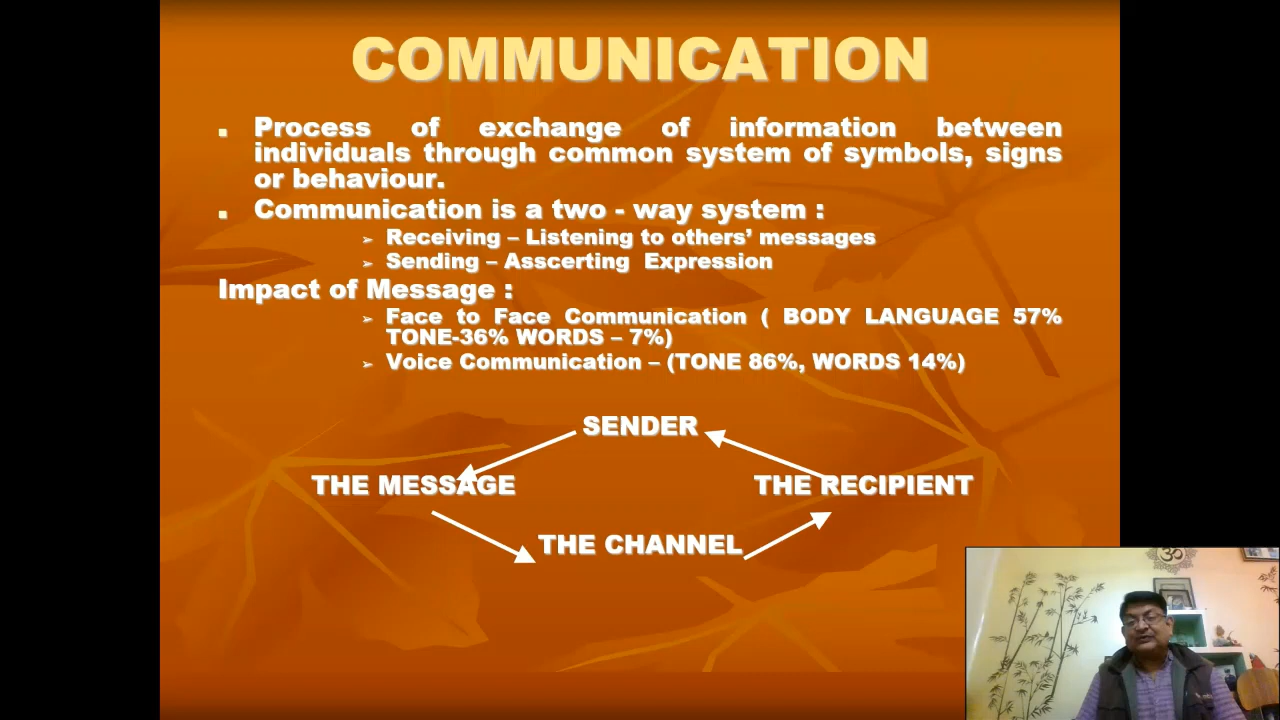 COMMUNICATION
Process of exchange of information between
individuals through common system of symbols, signs
or behaviour.
Communication is a two - way system :
Receiving – Listening to others’ messages
Sending – Asscerting Expression
Impact of Message :
Face to Face Communication ( BODY LANGUAGE 57%
TONE-36% WORDS – 7%)
Voice Communication – (TONE 86%, WORDS 14%)
SENDER
THE MESSAGE
THE RECIPIENT
THE CHANNEL
ॐ